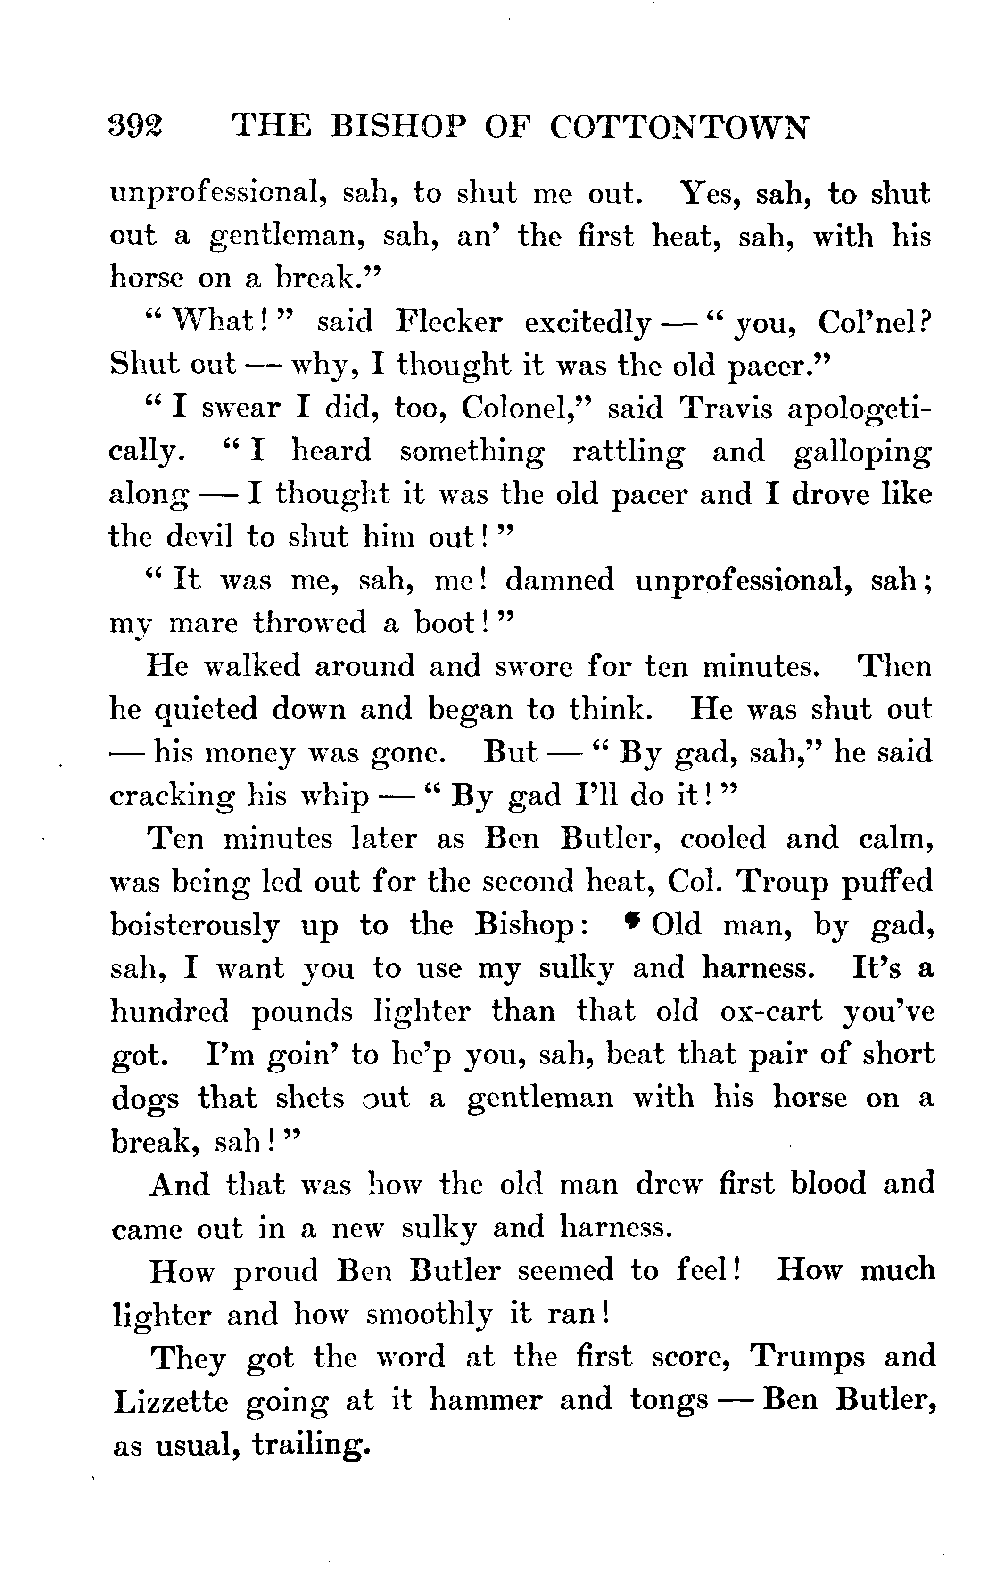 392 THE BISHOP OF COTTONTOWN
unprofessional, sah, to shut me out. Yes, sah, to shut
out a gentleman, sah, an’ the first heat, sah, with his
horse on a break.”
“ What! ” said Flecker excitedly — “ you, Col’nel?
Shut out — why, I thought it was the old pacer.”
“ I swear I did, too, Colonel,” said Travis apologeti-
cally. “ I heard something rattling and galloping
along — I thought it was the old pacer and I drove like
the devil to shut him out! ”
“ It was me, sah, me! damned unprofessional, sah;
my mare throwed a boot! ”
He walked around and swore for ten minutes. Then
he quieted down and began to think. He was shut out
— his money was gone. But — “ By gad, sah,” he said
cracking his whip — “ By gad I’ll do it! ”
Ten minutes later as Ben Butler, cooled and calm,
was being led out for the second heat, Col. Troup puffed
boisterously up to the Bishop: “ Old man, by gad,
sah, I want you to use my sulky and harness. It’s a
hundred pounds lighter than that old ox-cart you’ve
got. I’m goin’ to he’p you, sah, beat that pair of short
dogs that shets out a gentleman with his horse on a
break, sah! ”
And that was how the old man drew first blood and
came out in a new sulky and harness.
How proud Ben Butler seemed to feel! How much
lighter and how smoothly it ran!
They got the word at the first score, Trumps and
Lizzette going at it hammer and tongs — Ben Butler,
as usual, trailing.